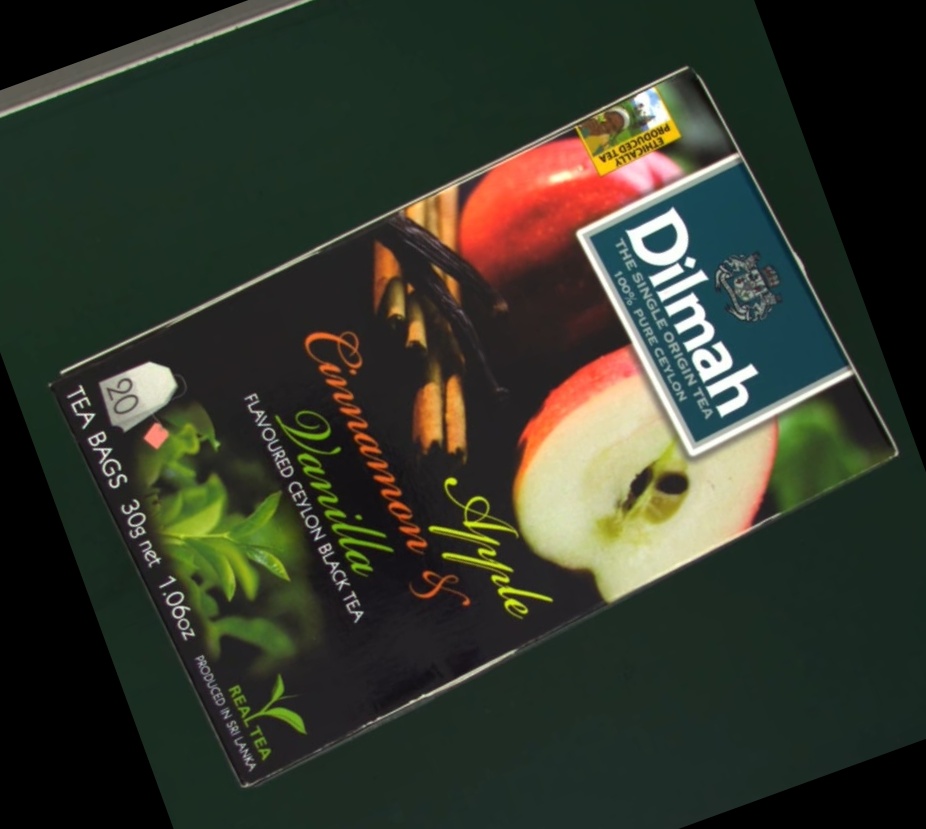 ETHICALLY
PRODUCED TEA
Dilmah
THE SINGLE ORIGIN TEA
100% PURE CEYLON
Apple
Cinnamon &
Vanilla
FLAVOURED CEYLON BLACK TEA
20
TEA BAGS 30g net 1.06oz
REAL TEA
PRODUCED IN SRI LANKA